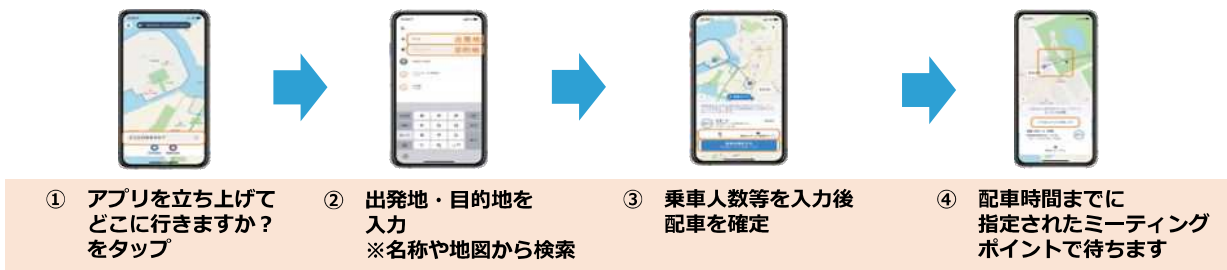 ① アプリを立ち上げて
どこに行きますか?
をタップ
② 出発地・目的地を
入力
※名称や地図から検索
③ 乗車人数等を入力後
配車を確定
④ 配車時間までに
指定されたミーティング
ポイントで待ちます